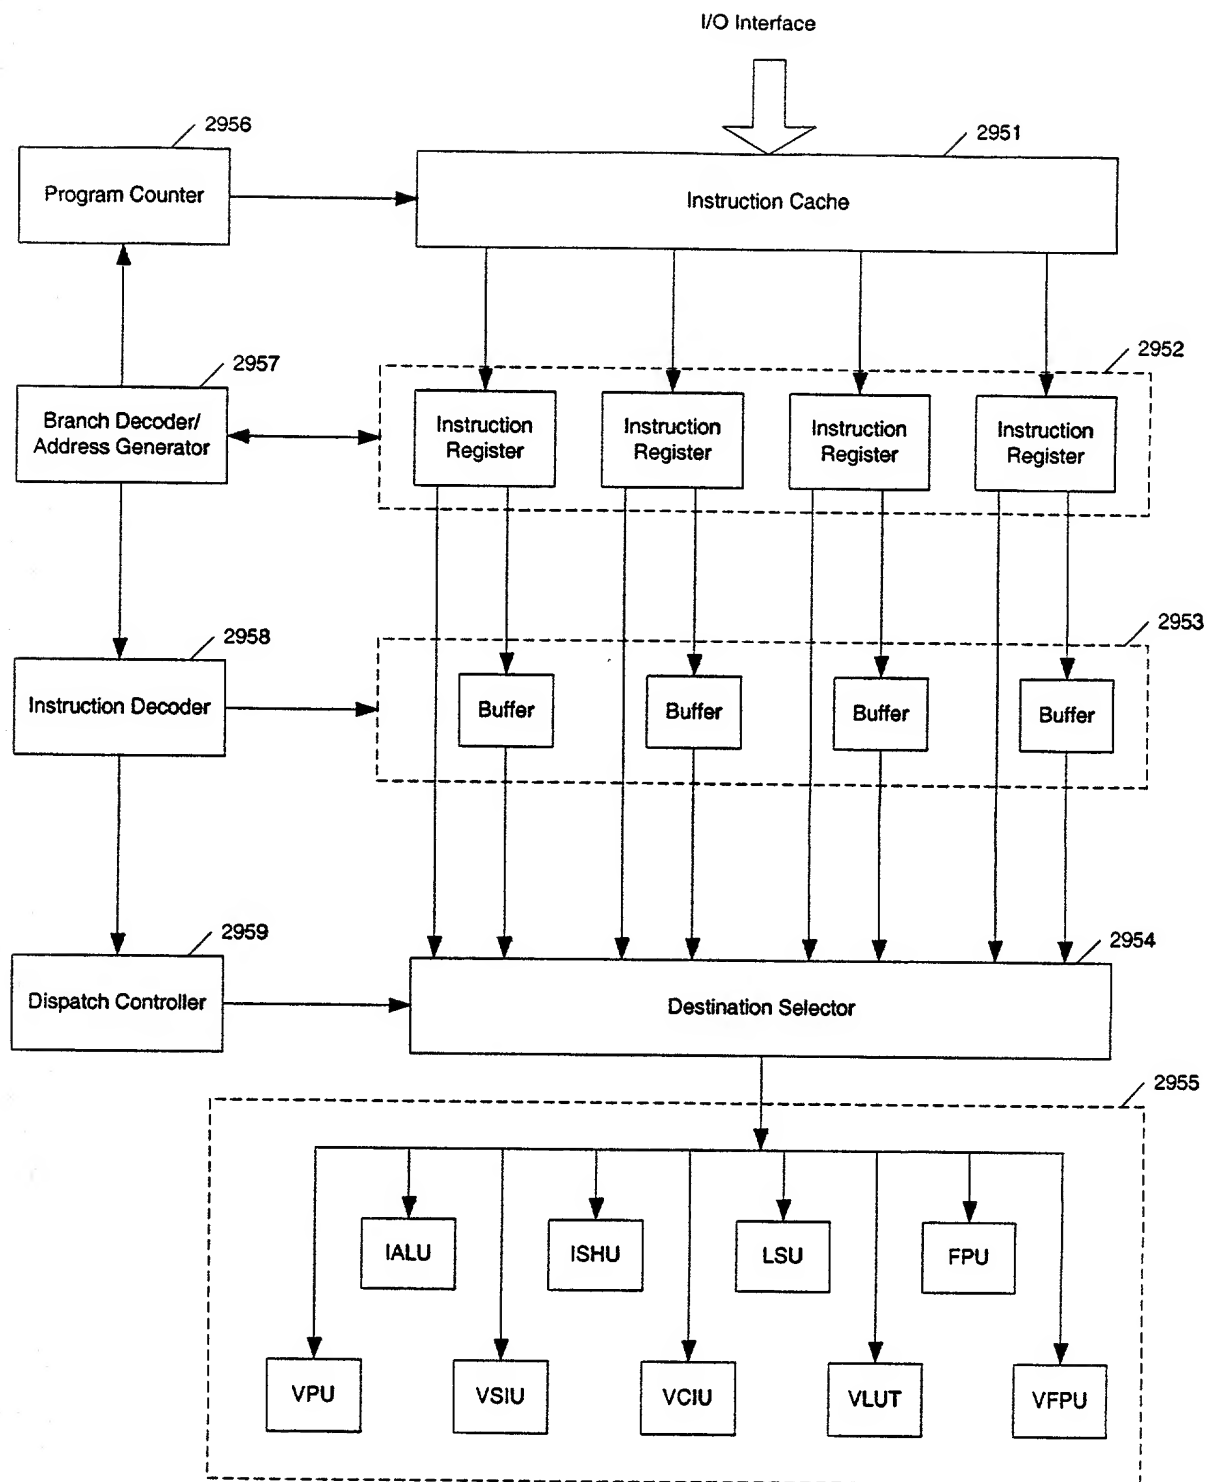 I/O Interface
2956
2951
Program Counter
Instruction Cache
2957
2952
Branch Decoder/
Address Generator
Instruction
Register
Instruction
Register
Instruction
Register
Instruction
Register
2958
2953
Instruction Decoder
Buffer
Buffer
Buffer
Buffer
2959
2954
Dispatch Controller
Destination Selector
2955
IALU
ISHU
LSU
FPU
VPU
VSIU
VCIU
VLUT
VFPU